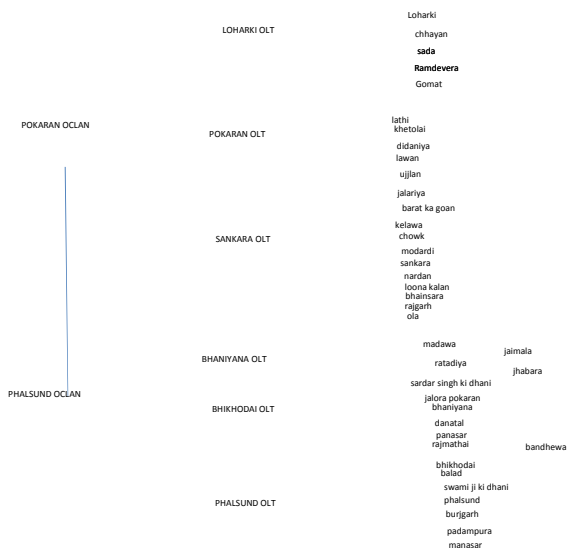 Loharki
LOHARKI OLT
chhayan
sada
Ramdevera
Gomat
lathi
POKARAN OCLAN
khetolai
POKARAN OLT
didaniya
lawan
ujjlan
jalariya
barat ka goan
kelawa
SANKARA OLT
chowk
modardi
sankara
nardan
loona kalan
bhainsara
rajgarh
ola
madawa
jaimala
BHANIYANA OLT
ratadiya
jhabara
sardar singh ki dhani
PHALSUND OCLAN
jalora pokaran
BHIKHODAI OLT
bhaniyana
danatal
panasar
rajmathai
bandhewa
bhikhodai
balad
swami ji ki dhani
PHALSUND OLT
phalsund
burjgarh
padampura
manasar